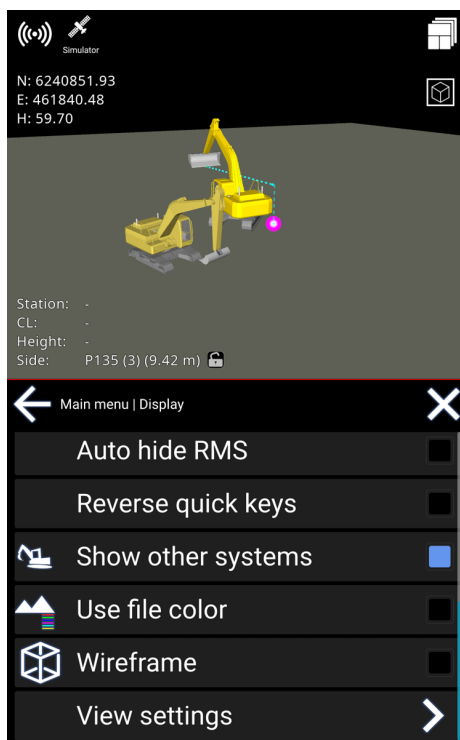 Simulator
N: 6240851.93
E: 461840.48
H: 59.70
Station: -
CL: -
Height: -
Side: P135 (3) (9.42 m)
Main menu | Display
Auto hide RMS
Reverse quick keys
Show other systems
Use file color
Wireframe
View settings